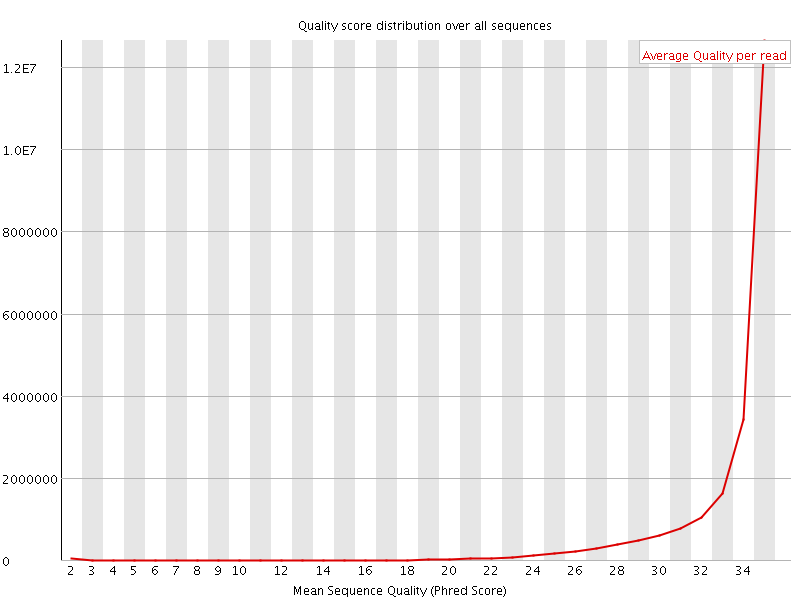 Quality score distribution over all sequences
Average Quality per read
1.2E7
1.0E7
8000000
6000000
4000000
2000000
0
2 3 4 5 6 7 8 9 10 12 14 16 18 20 22 24 26 28 30 32 34
Mean Sequence Quality (Phred Score)